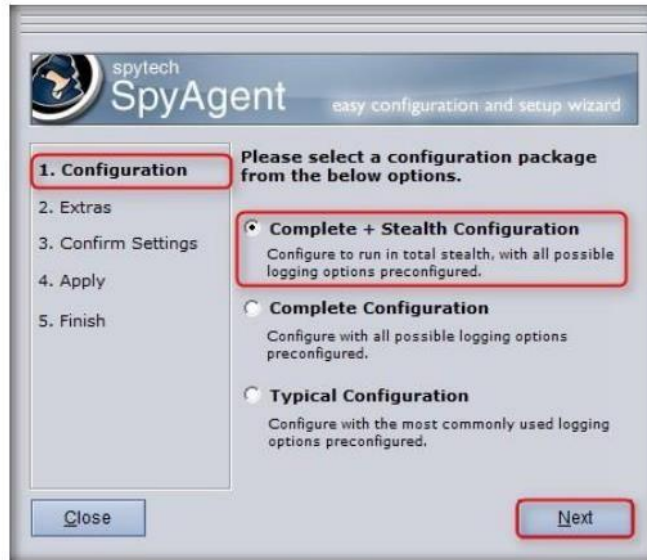 spytech
SpyAgent
easy configuration and setup wizard
1. Configuration
2. Extras
3. Confirm Settings
4. Apply
5. Finish
Please select a configuration package
from the below options.
Complete + Stealth Configuration
Configure to run in total stealth, with all possible
logging options preconfigured.
Complete Configuration
Configure with all possible logging options
preconfigured.
Typical Configuration
Configure with the most commonly used logging
options preconfigured.
Close
Next